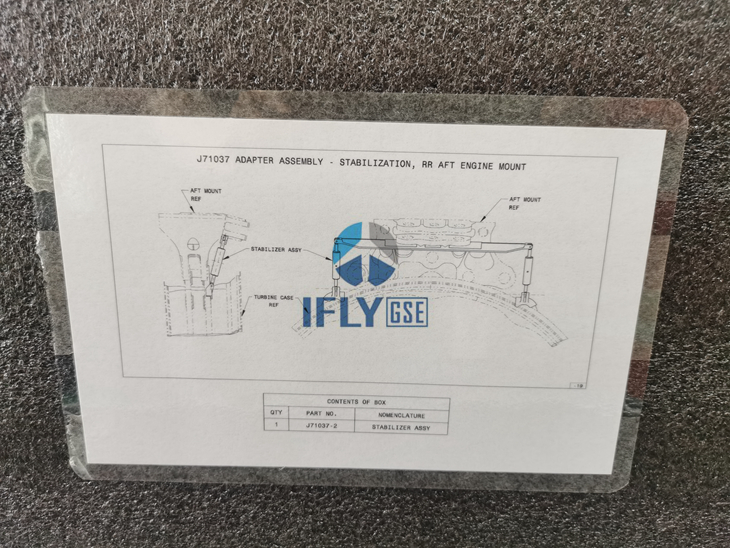 J71037 ADAPTER ASSEMBLY - STABILIZATION, RR AFT ENGINE MOUNT
AFT MOUNT
REF
AFT MOUNT
REF
STABILIZER ASSY
TURBINE CASE
REF
IFLY GSE
CONTENTS OF BOX
QTY PART NO. NOMENCLATURE
1 J71037-2 STABILIZER ASSY